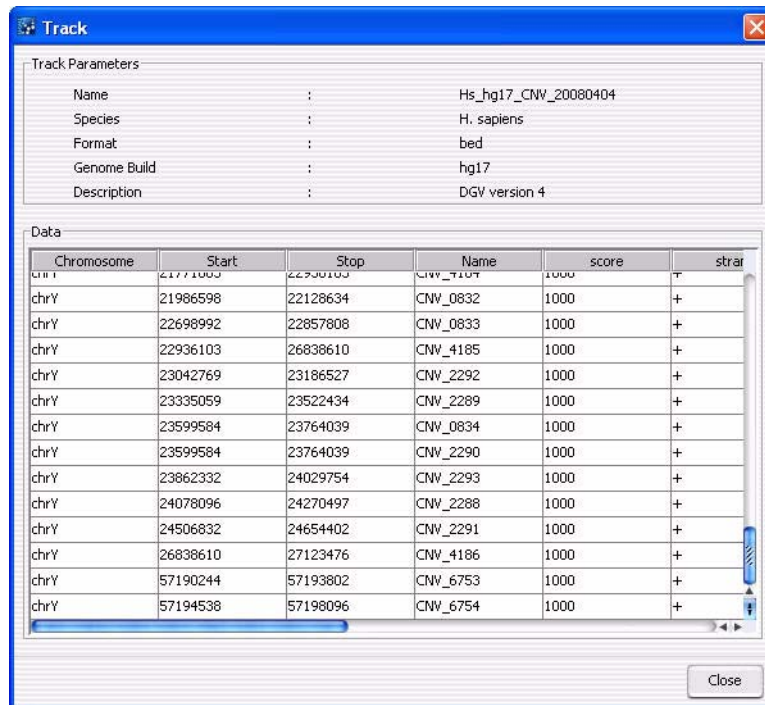 Track
Track Parameters
Name : Hs_hg17_CNV_20080404
Species : H. sapiens
Format : bed
Genome Build : hg17
Description : DGV version 4
Data
Chromosome Start Stop Name score stran
chrY 21986598 22128634 CNV_0832 1000 +
chrY 22698992 22857808 CNV_0833 1000 +
chrY 22936103 26838610 CNV_4185 1000 +
chrY 23042769 23186527 CNV_2292 1000 +
chrY 23335059 23522434 CNV_2289 1000 +
chrY 23599584 23764039 CNV_0834 1000 +
chrY 23599584 23764039 CNV_2290 1000 +
chrY 23862332 24029754 CNV_2293 1000 +
chrY 24078096 24270497 CNV_2288 1000 +
chrY 24506832 24654402 CNV_2291 1000 +
chrY 26838610 27123476 CNV_4186 1000 +
chrY 57190244 57193802 CNV_6753 1000 +
chrY 57194538 57198096 CNV_6754 1000 +
Close